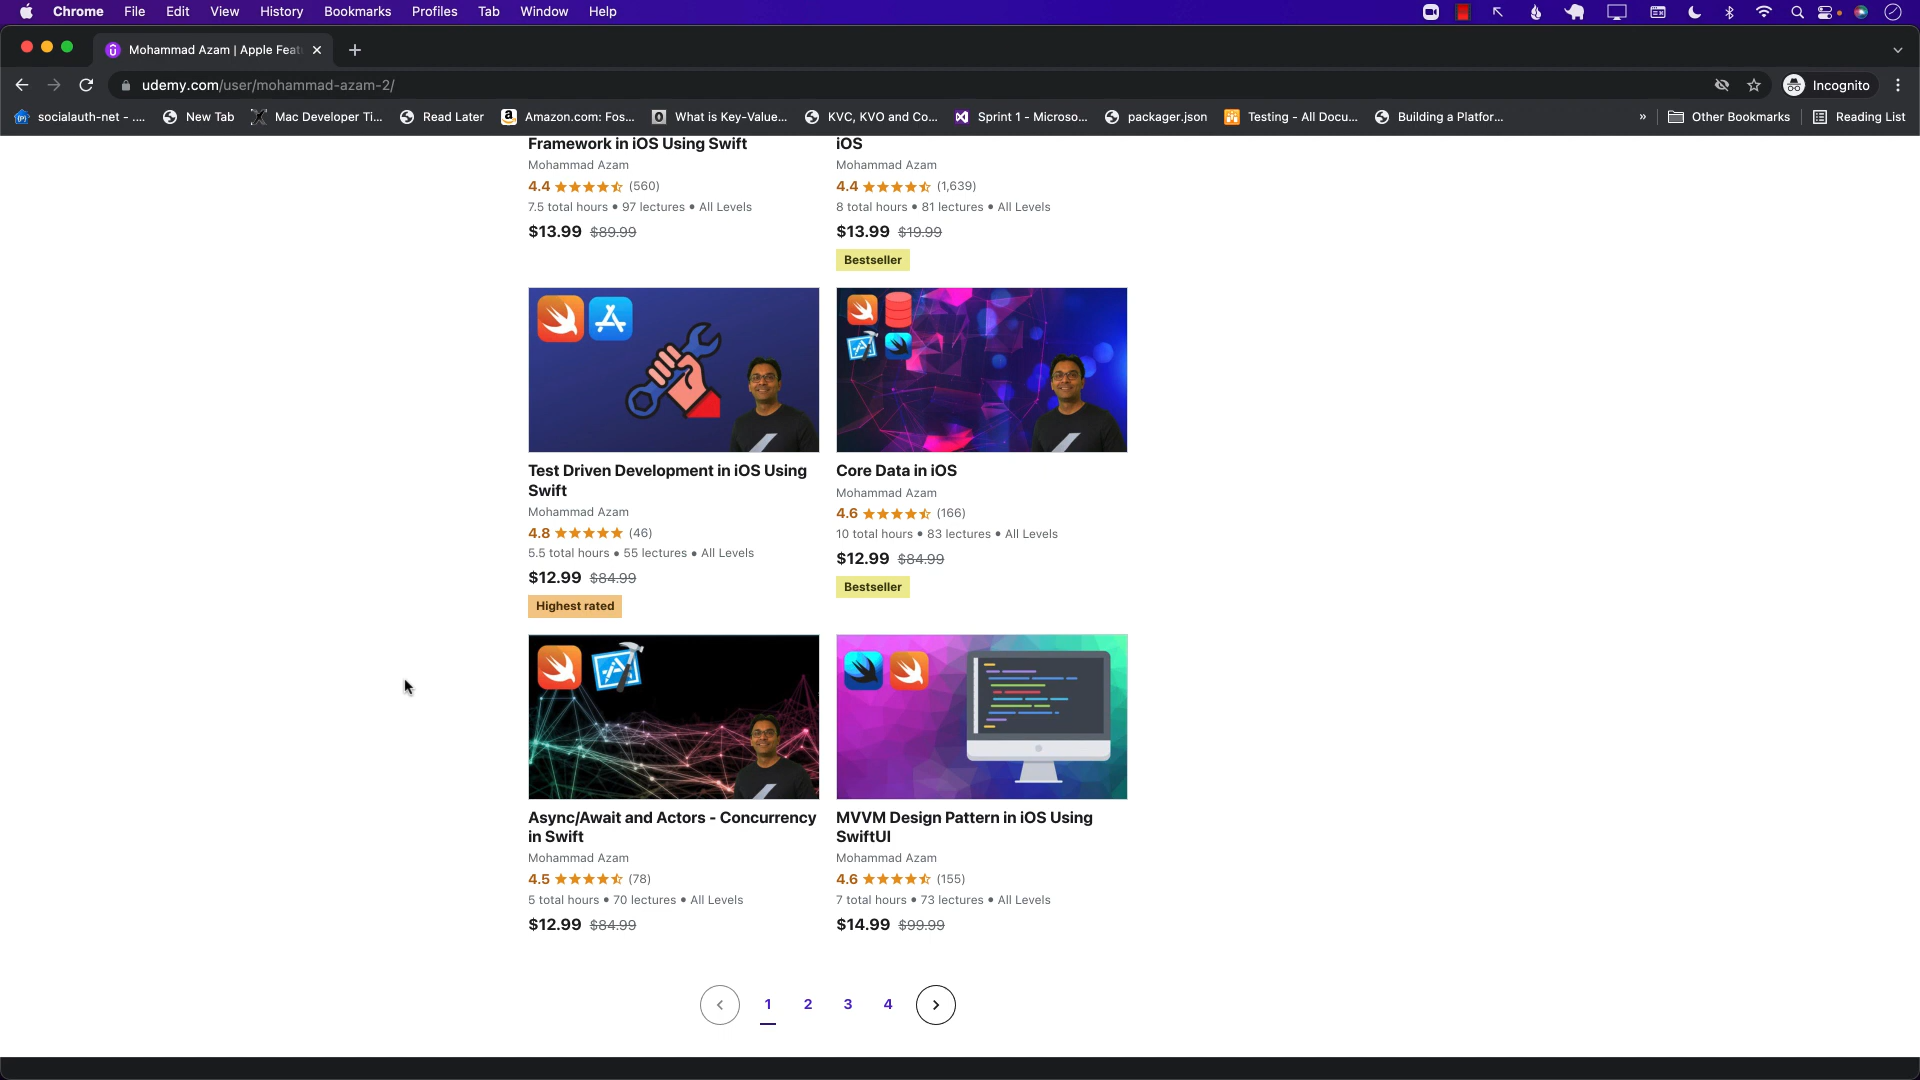 Chrome File Edit View History Bookmarks Profiles Tab Window Help
Mohammad Azam | Apple Feat
udemy.com/user/mohammad-azam-2/
Incognito
socialauth-net - .... New Tab Mac Developer Ti... Read Later Amazon.com: Fos... What is Key-Value... KVC, KVO and Co... Sprint 1 - Microso... packager.json Testing - All Docu... Building a Platfor... » Other Bookmarks Reading List
Framework in iOS Using Swift
Mohammad Azam
4.4 (560)
7.5 total hours • 97 lectures • All Levels
$13.99 $89.99
iOS
Mohammad Azam
4.4 (1,639)
8 total hours • 81 lectures • All Levels
$13.99 $19.99
Bestseller
Test Driven Development in iOS Using
Swift
Mohammad Azam
4.8 (46)
5.5 total hours • 55 lectures • All Levels
$12.99 $84.99
Highest rated
Core Data in iOS
Mohammad Azam
4.6 (166)
10 total hours • 83 lectures • All Levels
$12.99 $84.99
Bestseller
Async/Await and Actors - Concurrency
in Swift
Mohammad Azam
4.5 (78)
5 total hours • 70 lectures • All Levels
$12.99 $84.99
MVVM Design Pattern in iOS Using
SwiftUI
Mohammad Azam
4.6 (155)
7 total hours • 73 lectures • All Levels
$14.99 $99.99
1 2 3 4